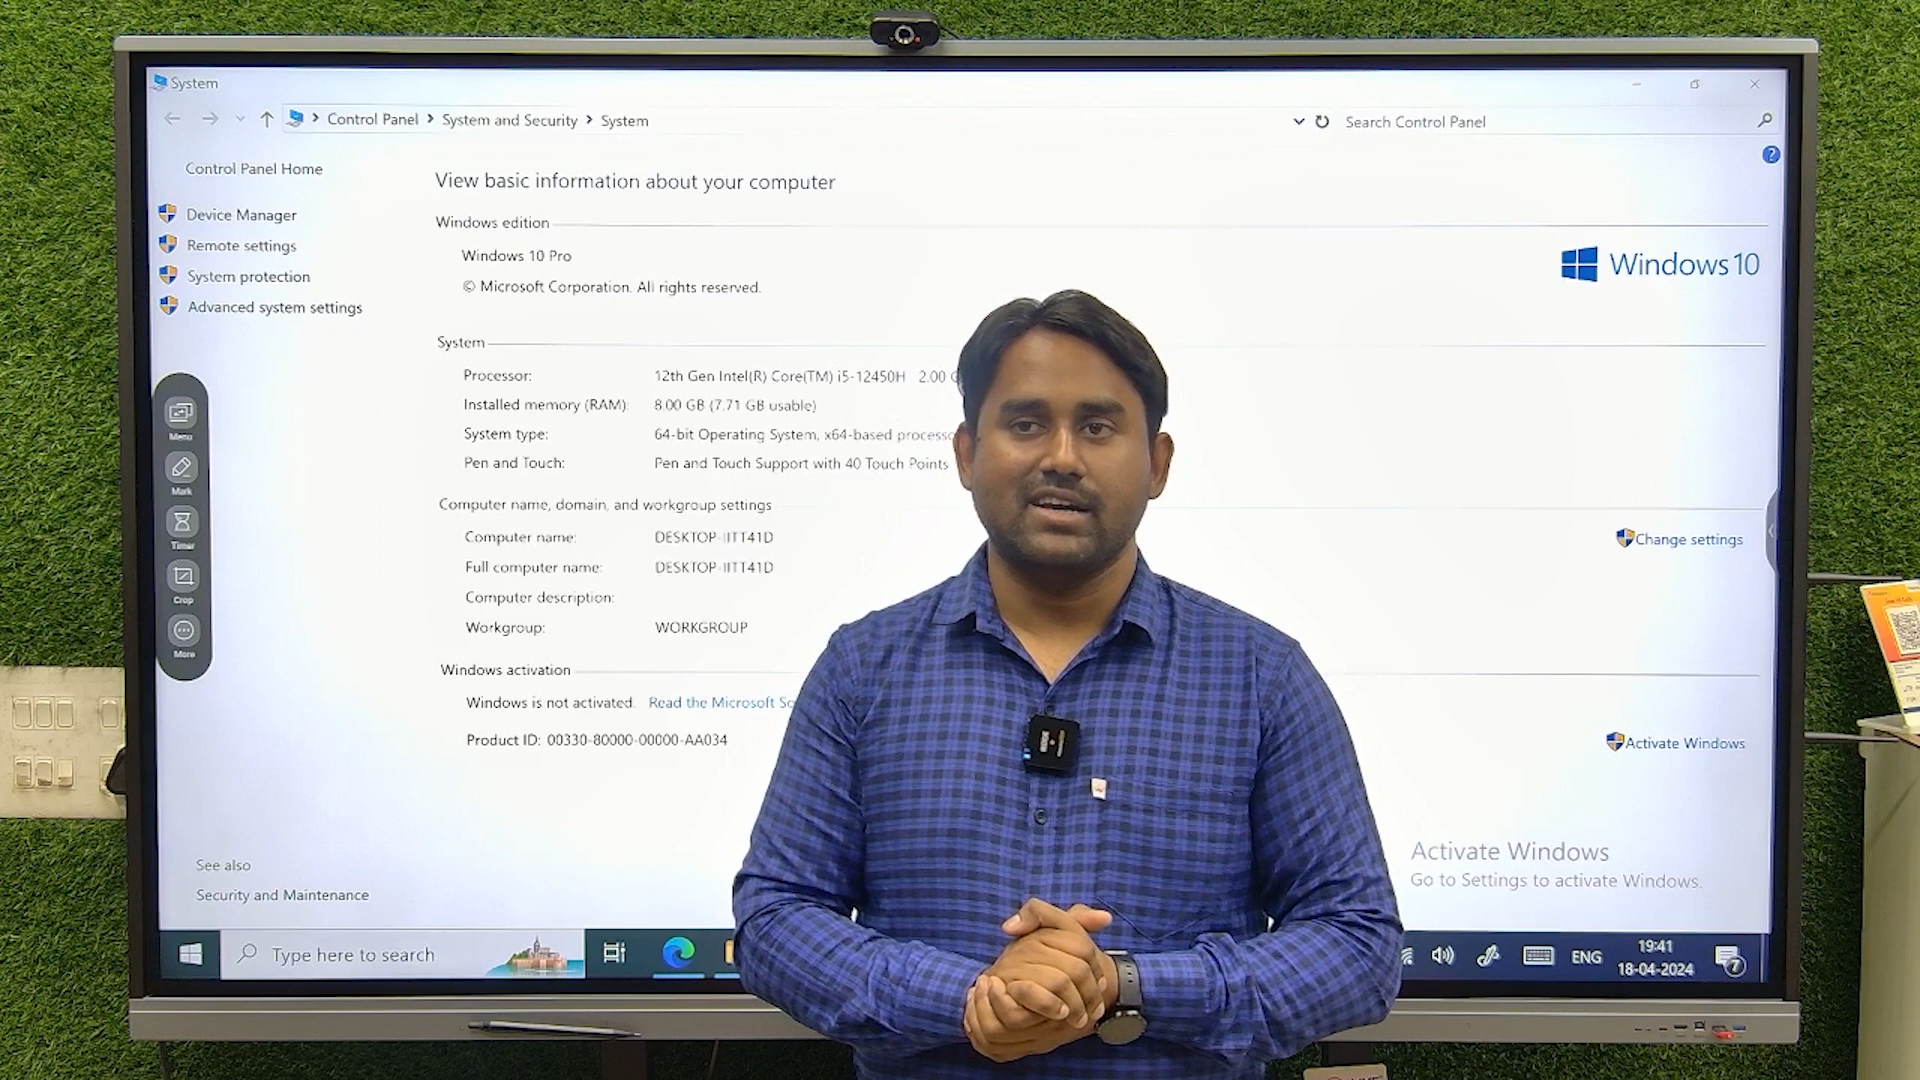 System
Control Panel > System and Security > System
Search Control Panel
Control Panel Home
Device Manager
Remote settings
System protection
Advanced system settings
View basic information about your computer
Windows edition
Windows 10 Pro
© Microsoft Corporation. All rights reserved.
Windows 10
System
Processor: 12th Gen Intel(R) Core(TM) i5-12450H 2.00
Installed memory (RAM): 8.00 GB (7.71 GB usable)
System type: 64-bit Operating System, x64-based
Pen and Touch: Pen and Touch Support with 40 Touch Points
Computer name, domain, and workgroup settings
Computer name: DESKTOP-IITT41D
Change settings
Full computer name: DESKTOP-IITT41D
Computer description:
Workgroup: WORKGROUP
Windows activation
Windows is not activated. Read the Microsoft
Product ID: 00330-80000-00000-AA034
Activate Windows
Menu
Mark
Timer
Crop
More
See also
Security and Maintenance
Activate Windows
Go to Settings to activate Windows.
Type here to search
ENG
19:41
18-04-2024
7